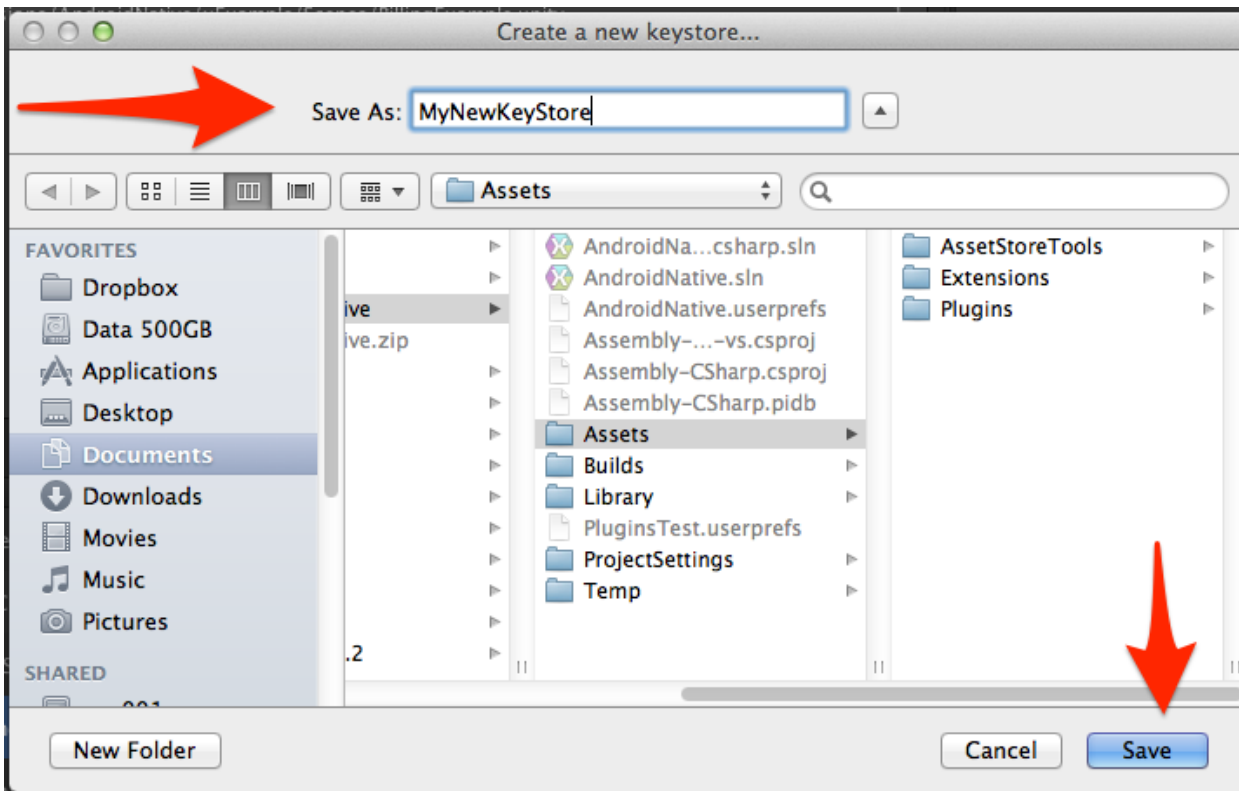 Create a new keystore...
Save As: MyNewKeyStore
Assets
FAVORITES
Dropbox
Data 500GB
Applications
Desktop
Documents
Downloads
Movies
Music
Pictures
SHARED
ive
ive.zip
.2
AndroidNa...csharp.sln
AndroidNative.sln
AndroidNative.userprefs
Assembly-...-vs.csproj
Assembly-CSharp.csproj
Assembly-CSharp.pidb
Assets
Builds
Library
PluginsTest.userprefs
ProjectSettings
Temp
AssetStoreTools
Extensions
Plugins
New Folder
Cancel
Save